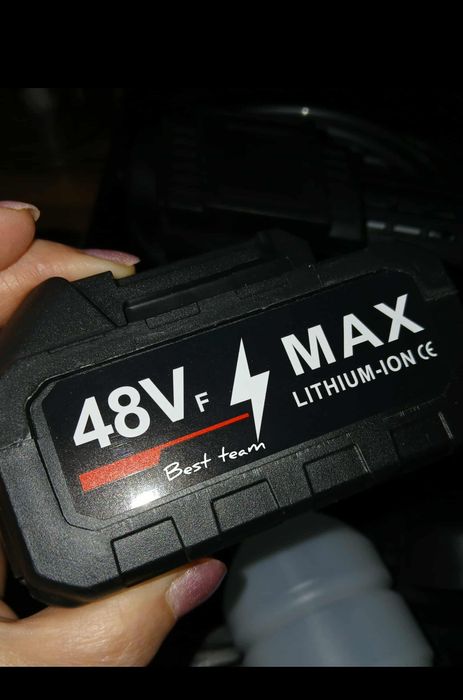 48VF
MAX
LITHIUM-ION CE
Best team